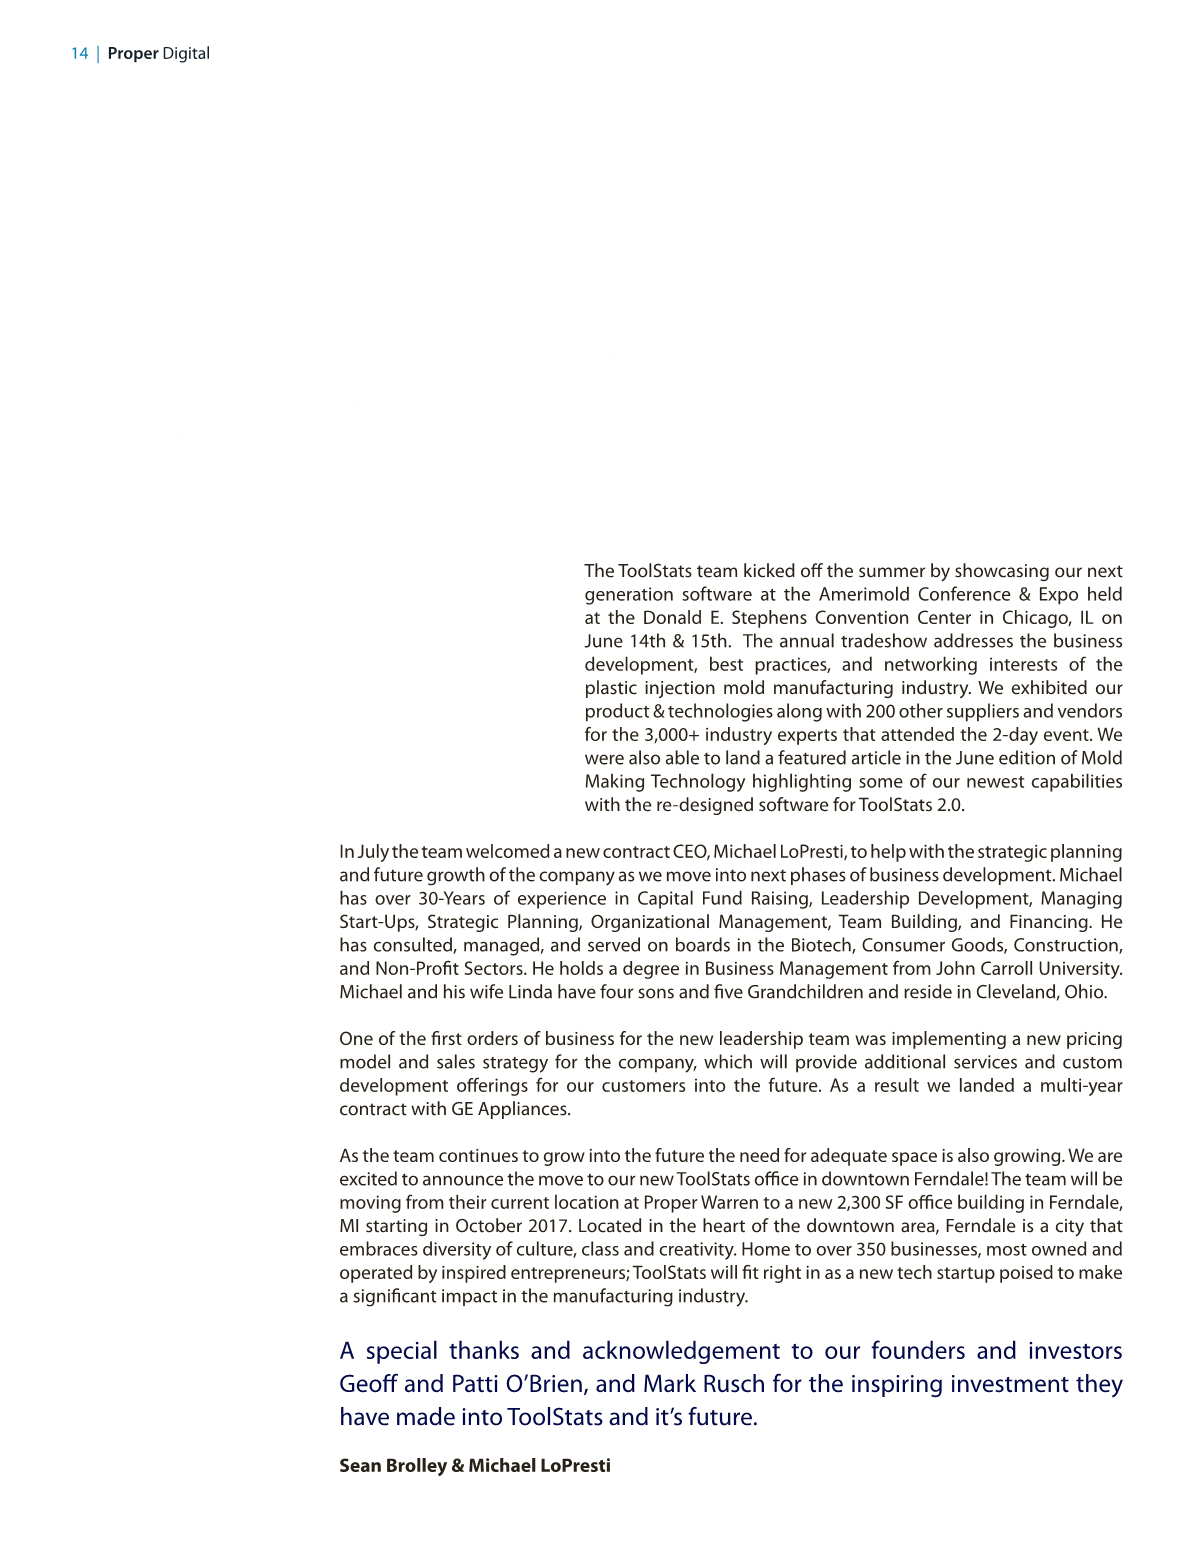 14 | Proper Digital
The ToolStats team kicked off the summer by showcasing our next
generation software at the Amerimold Conference & Expo held
at the Donald E. Stephens Convention Center in Chicago, IL on
June 14th & 15th. The annual tradeshow addresses the business
development, best practices, and networking interests of the
plastic injection mold manufacturing industry. We exhibited our
product & technologies along with 200 other suppliers and vendors
for the 3,000+ industry experts that attended the 2-day event. We
were also able to land a featured article in the June edition of Mold
Making Technology highlighting some of our newest capabilities
with the re-designed software for ToolStats 2.0.
In July the team welcomed a new contract CEO, Michael LoPresti, to help with the strategic planning
and future growth of the company as we move into next phases of business development. Michael
has over 30-Years of experience in Capital Fund Raising, Leadership Development, Managing
Start-Ups, Strategic Planning, Organizational Management, Team Building, and Financing. He
has consulted, managed, and served on boards in the Biotech, Consumer Goods, Construction,
and Non-Profit Sectors. He holds a degree in Business Management from John Carroll University.
Michael and his wife Linda have four sons and five Grandchildren and reside in Cleveland, Ohio.
One of the first orders of business for the new leadership team was implementing a new pricing
model and sales strategy for the company, which will provide additional services and custom
development offerings for our customers into the future. As a result we landed a multi-year
contract with GE Appliances.
As the team continues to grow into the future the need for adequate space is also growing. We are
excited to announce the move to our new ToolStats office in downtown Ferndale! The team will be
moving from their current location at Proper Warren to a new 2,300 SF office building in Ferndale,
MI starting in October 2017. Located in the heart of the downtown area, Ferndale is a city that
embraces diversity of culture, class and creativity. Home to over 350 businesses, most owned and
operated by inspired entrepreneurs; ToolStats will fit right in as a new tech startup poised to make
a significant impact in the manufacturing industry.
A special thanks and acknowledgement to our founders and investors
Geoff and Patti O’Brien, and Mark Rusch for the inspiring investment they
have made into ToolStats and it’s future.
Sean Brolley & Michael LoPresti